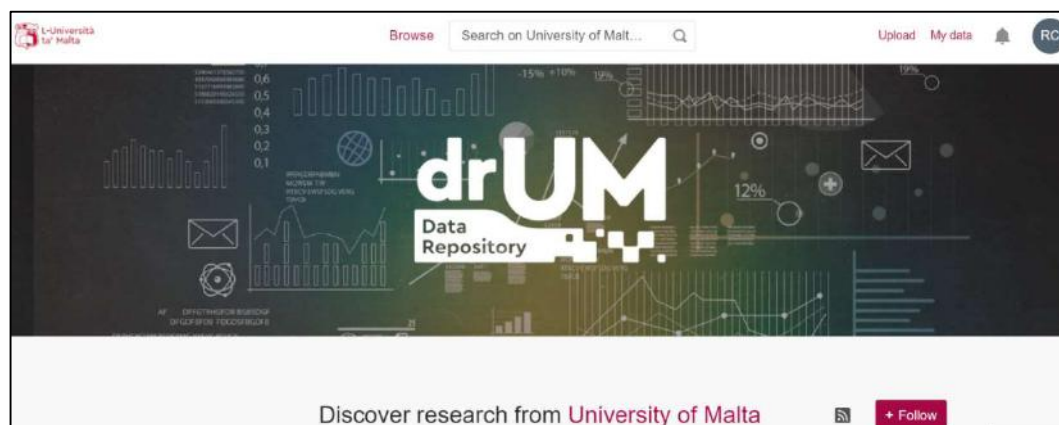 L-Università
ta' Malta
Browse
Search on University of Malt...
Upload
My data
RC
0,6
0,5
0,4
0,3
0,2
0,1
-15% +10%
19%
19%
12%
drUM
Data
Repository
Discover research from University of Malta
+ Follow